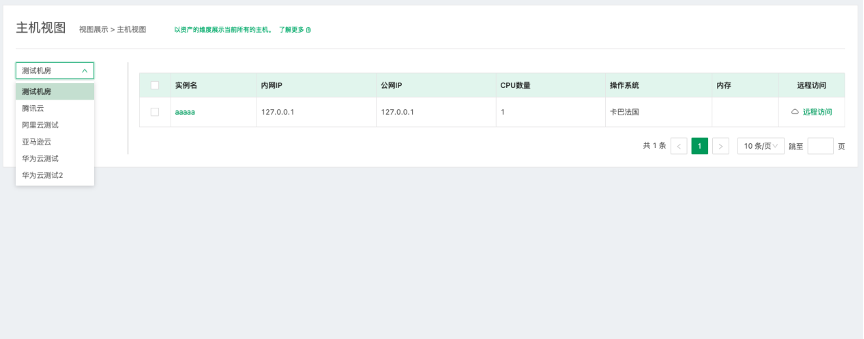 主机视图 视图展示 > 主机视图 以资产的维度展示当前所有的主机。 了解更多
测试机房
测试机房
腾讯云
阿里云测试
亚马逊云
华为云测试
华为云测试2
实例名 内网IP 公网IP CPU数量 操作系统 内存 远程访问
aaaaa 127.0.0.1 127.0.0.1 1 卡巴法国 远程访问
共 1 条 < 1 > 10 条/页 跳至 页